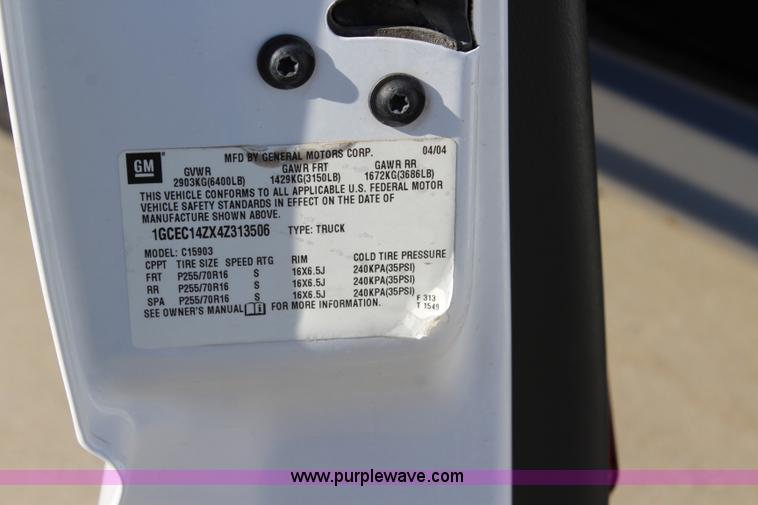 GM
MFD BY GENERAL MOTORS CORP. 04/04
GVWR GAWR FRT GAWR RR
2903KG(6400LB) 1429KG(3150LB) 1672KG(3686LB)
THIS VEHICLE CONFORMS TO ALL APPLICABLE U.S. FEDERAL MOTOR
VEHICLE SAFETY STANDARDS IN EFFECT ON THE DATE OF
MANUFACTURE SHOWN ABOVE.
1GCEC14ZX4Z313506 TYPE: TRUCK
MODEL: C15903
CPPT TIRE SIZE SPEED RTG RIM COLD TIRE PRESSURE
FRT P255/70R16 S 16X6.5J 240KPA(35PSI)
RR P255/70R16 S 16X6.5J 240KPA(35PSI)
SPA P255/70R16 S 16X6.5J 240KPA(35PSI)
SEE OWNER'S MANUAL FOR MORE INFORMATION.
F 313
T 1549
www.purplewave.com